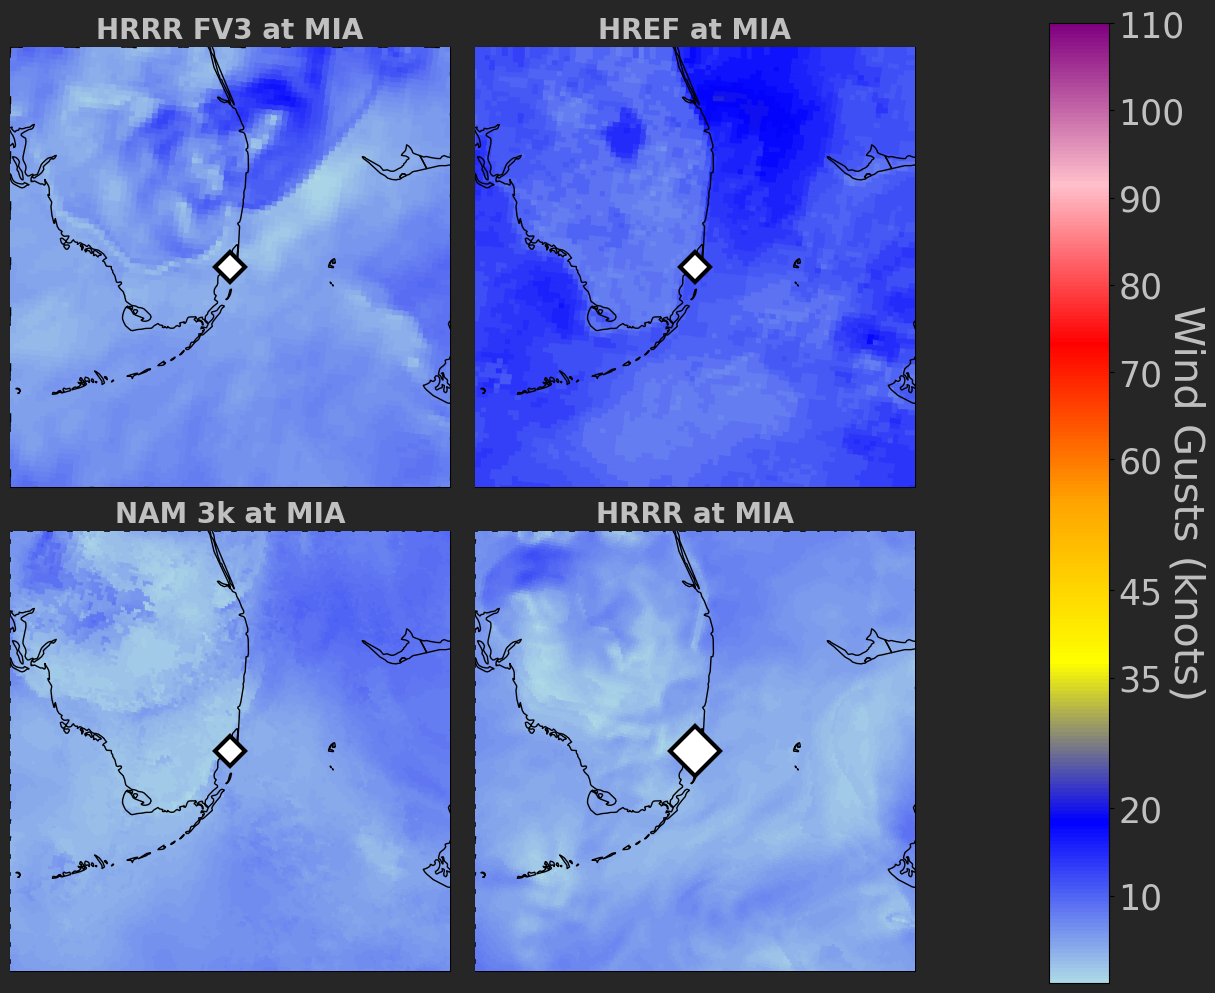 HRRR FV3 at MIA
HREF at MIA
NAM 3k at MIA
HRRR at MIA
110
100
90
80
70
60
45
35
20
10
Wind Gusts (knots)